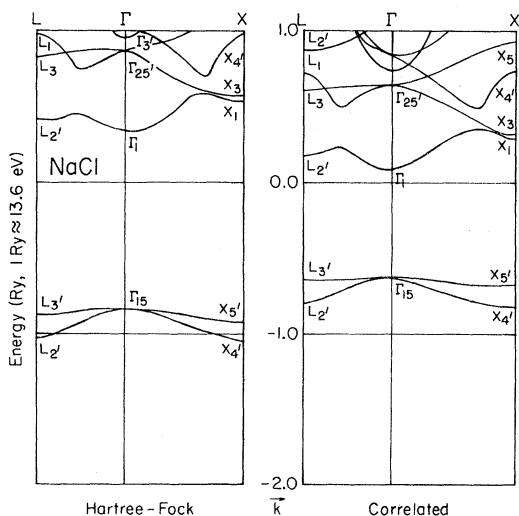 L Γ X L Γ X
1.0
L₁ Γ₃′ X₄′ L₂′ X₅
L₃ Γ₂₅′ X₃ L₁ X₄′
X₁ L₃ Γ₂₅′ X₃
L₂′ Γ₁ X₁
L₂′ Γ₁
NaCl
0.0
Energy (Ry, 1 Ry ≈ 13.6 eV)
L₃′ Γ₁₅ X₅′ L₃′ Γ₁₅ X₅′
L₂′ X₄′ L₂′ X₄′
-1.0
-2.0
Hartree-Fock k⃗ Correlated